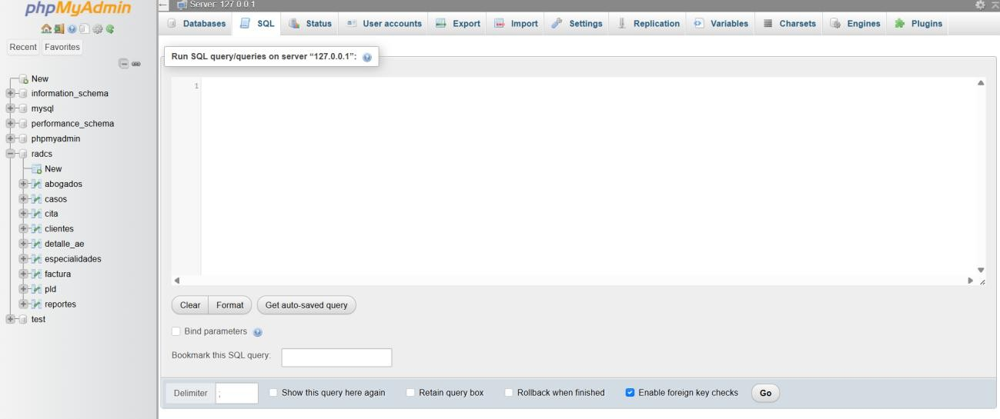 phpMyAdmin
Recent Favorites
New
information_schema
mysql
performance_schema
phpmyadmin
radcs
New
abogados
casos
cita
clientes
detalle_ae
especialidades
factura
pld
reportes
test
Server: 127.0.0.1
Databases SQL Status User accounts Export Import Settings Replication Variables Charsets Engines Plugins
Run SQL query/queries on server “127.0.0.1”:
1
Clear Format Get auto-saved query
Bind parameters
Bookmark this SQL query:
Delimiter ; Show this query here again Retain query box Rollback when finished Enable foreign key checks Go